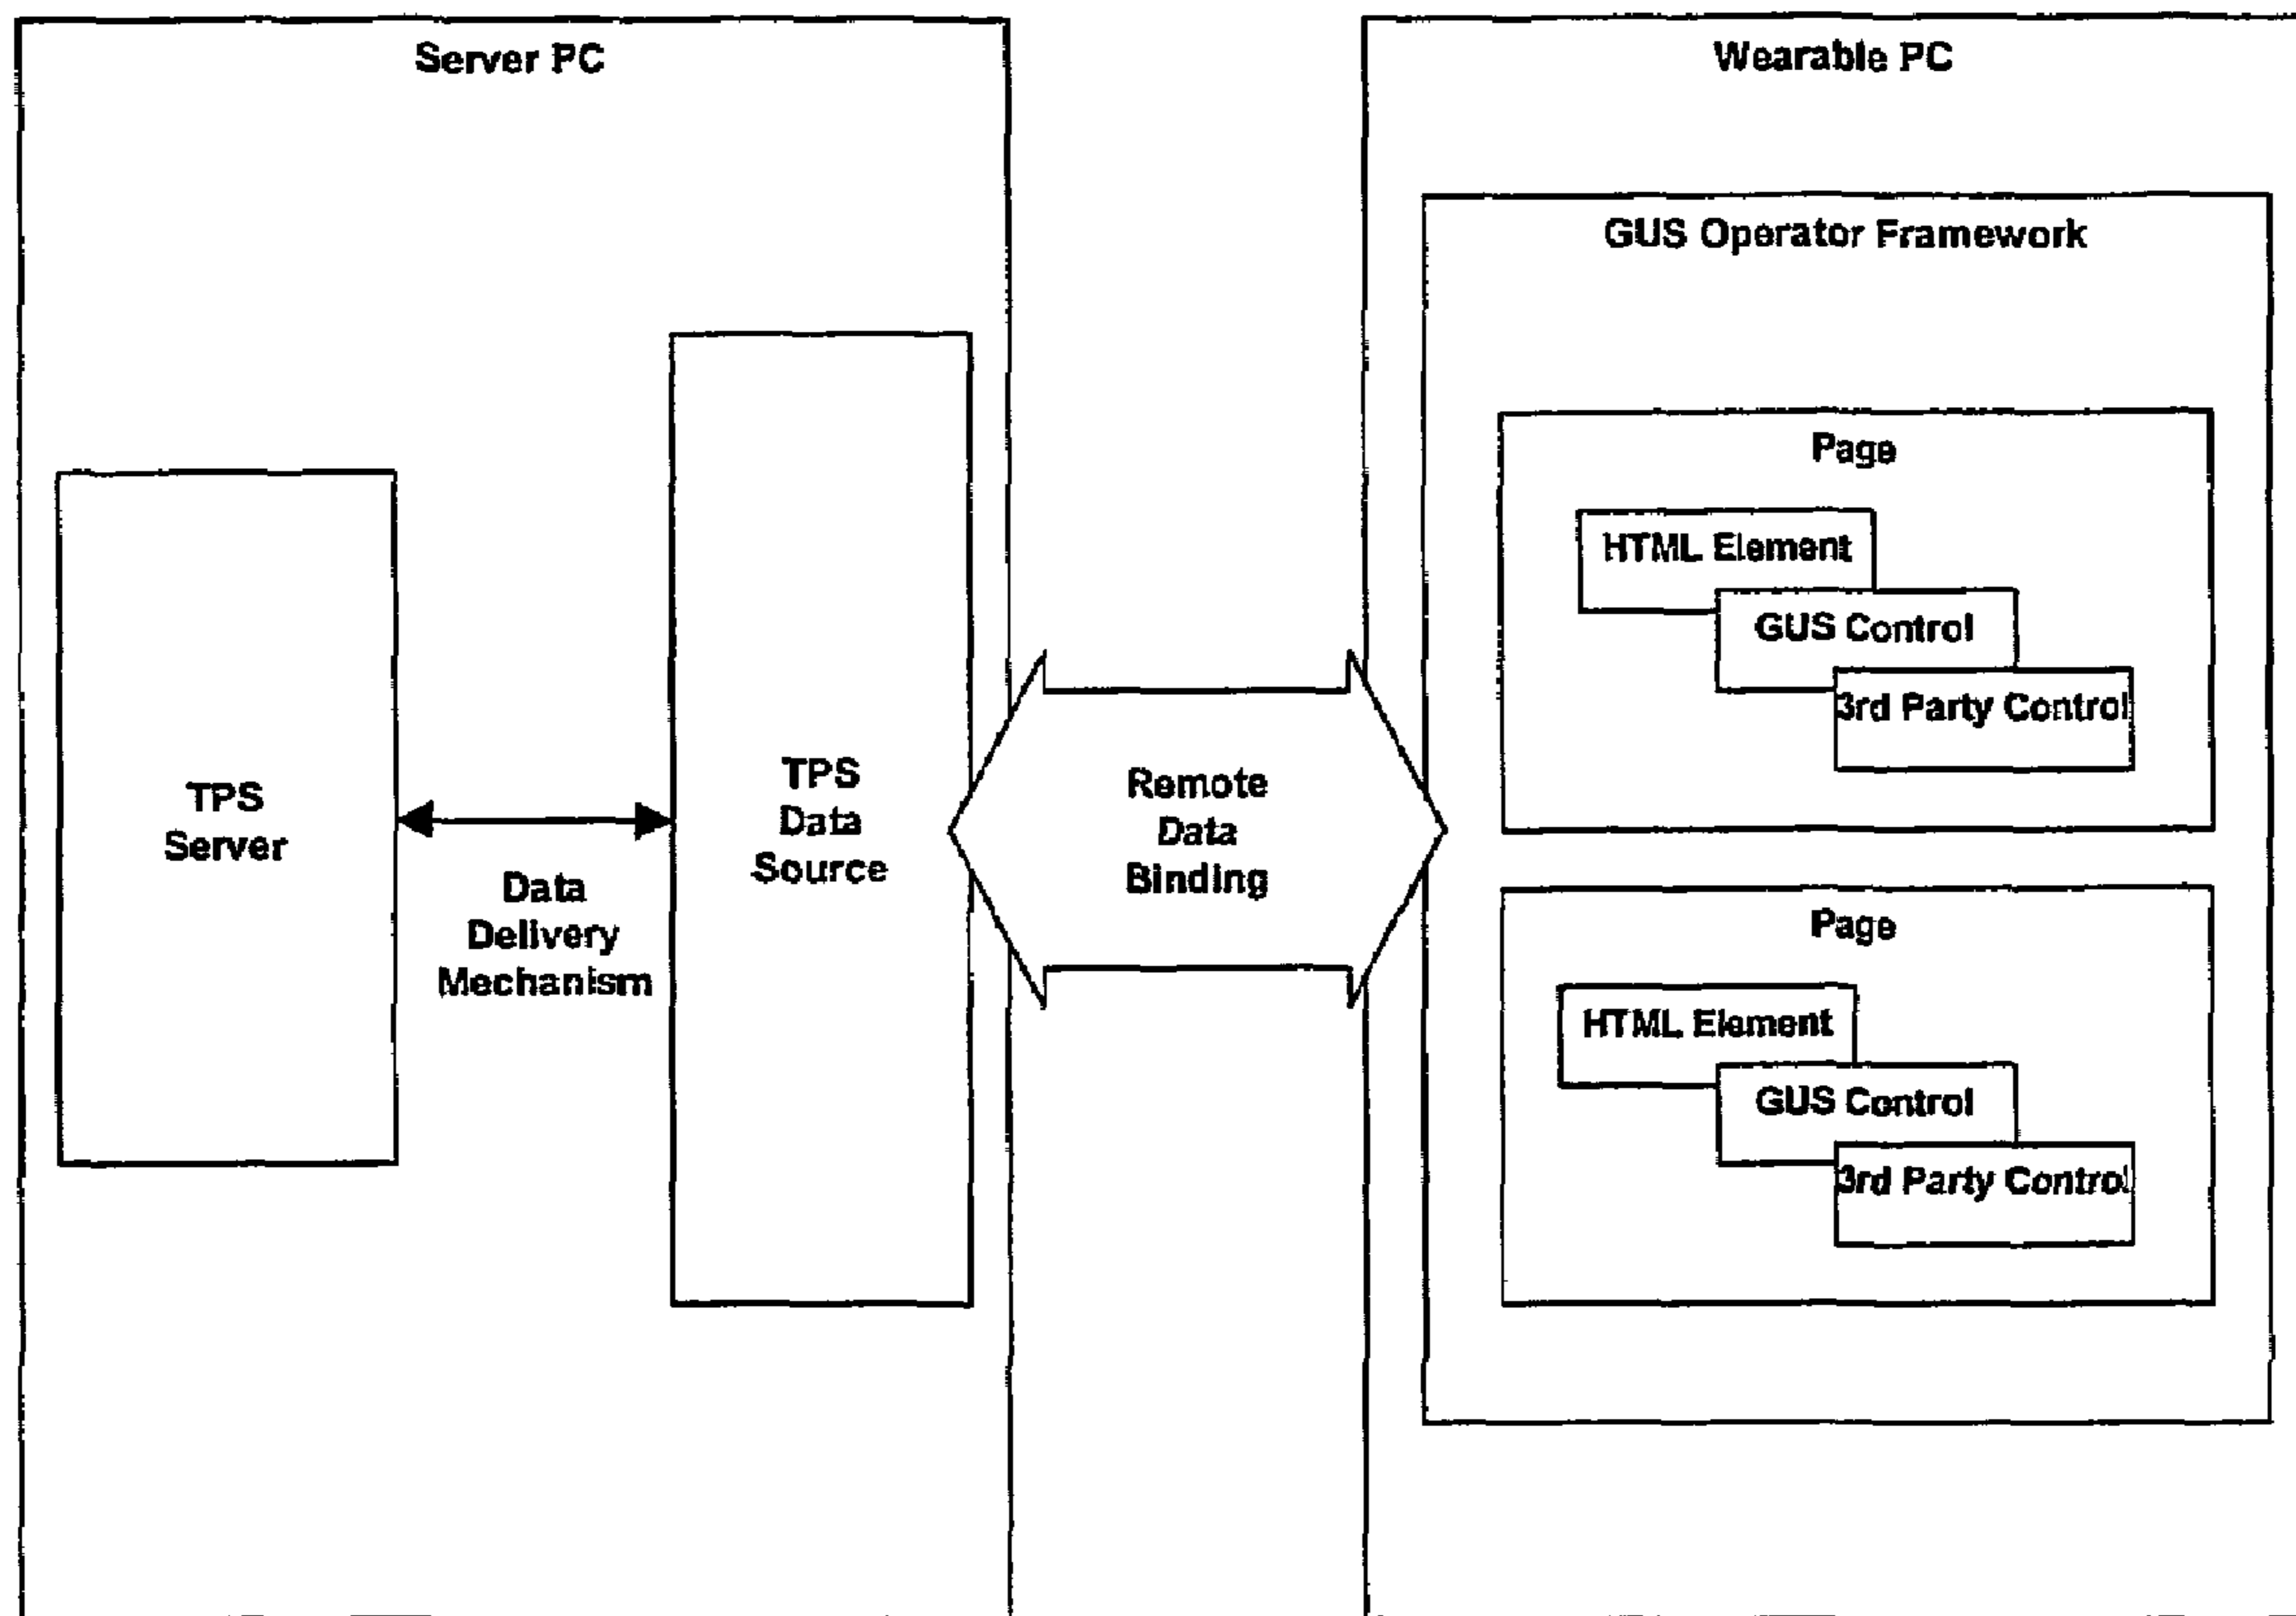 Server PC
TPS
Server
Data
Delivery
Mechanism
TPS
Data
Source
Remote
Data
Binding
Wearable PC
GUS Operator Framework
Page
HTML Element
GUS Control
3rd Party Control
Page
HTML Element
GUS Control
3rd Party Control